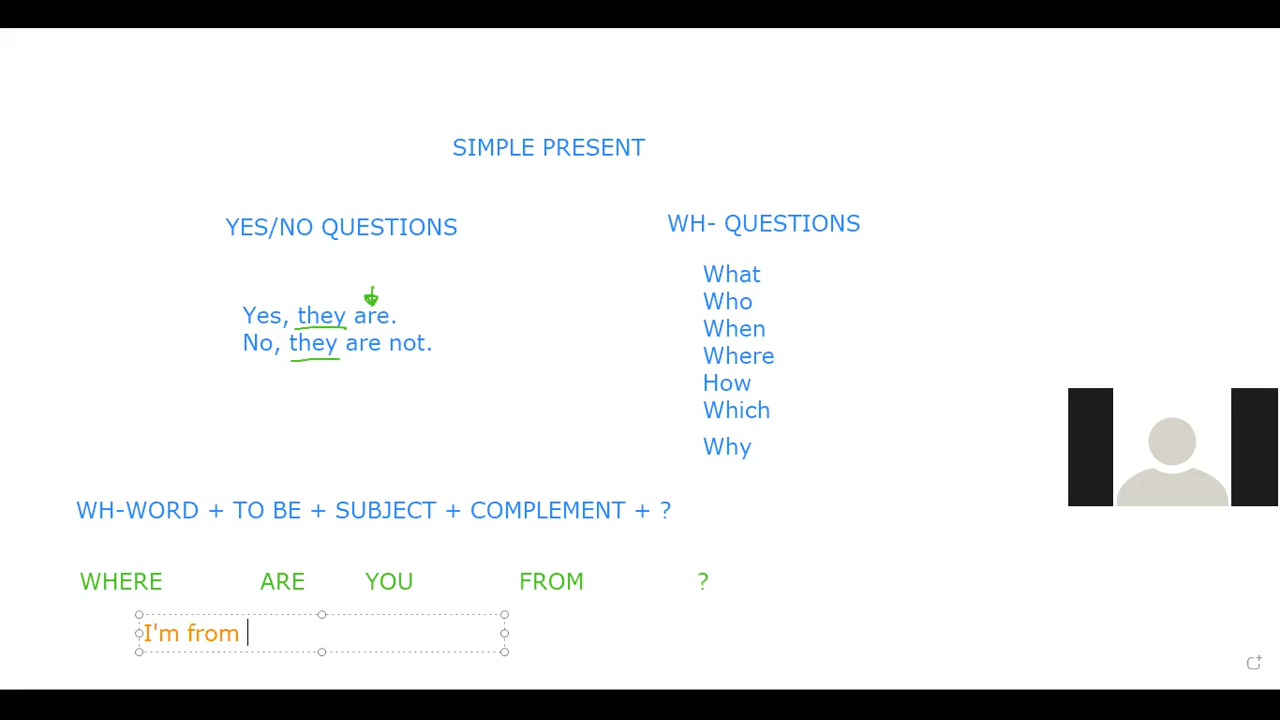 SIMPLE PRESENT
YES/NO QUESTIONS
Yes, they are.
No, they are not.
WH- QUESTIONS
What
Who
When
Where
How
Which
Why
WH-WORD + TO BE + SUBJECT + COMPLEMENT + ?
WHERE ARE YOU FROM ?
I'm from